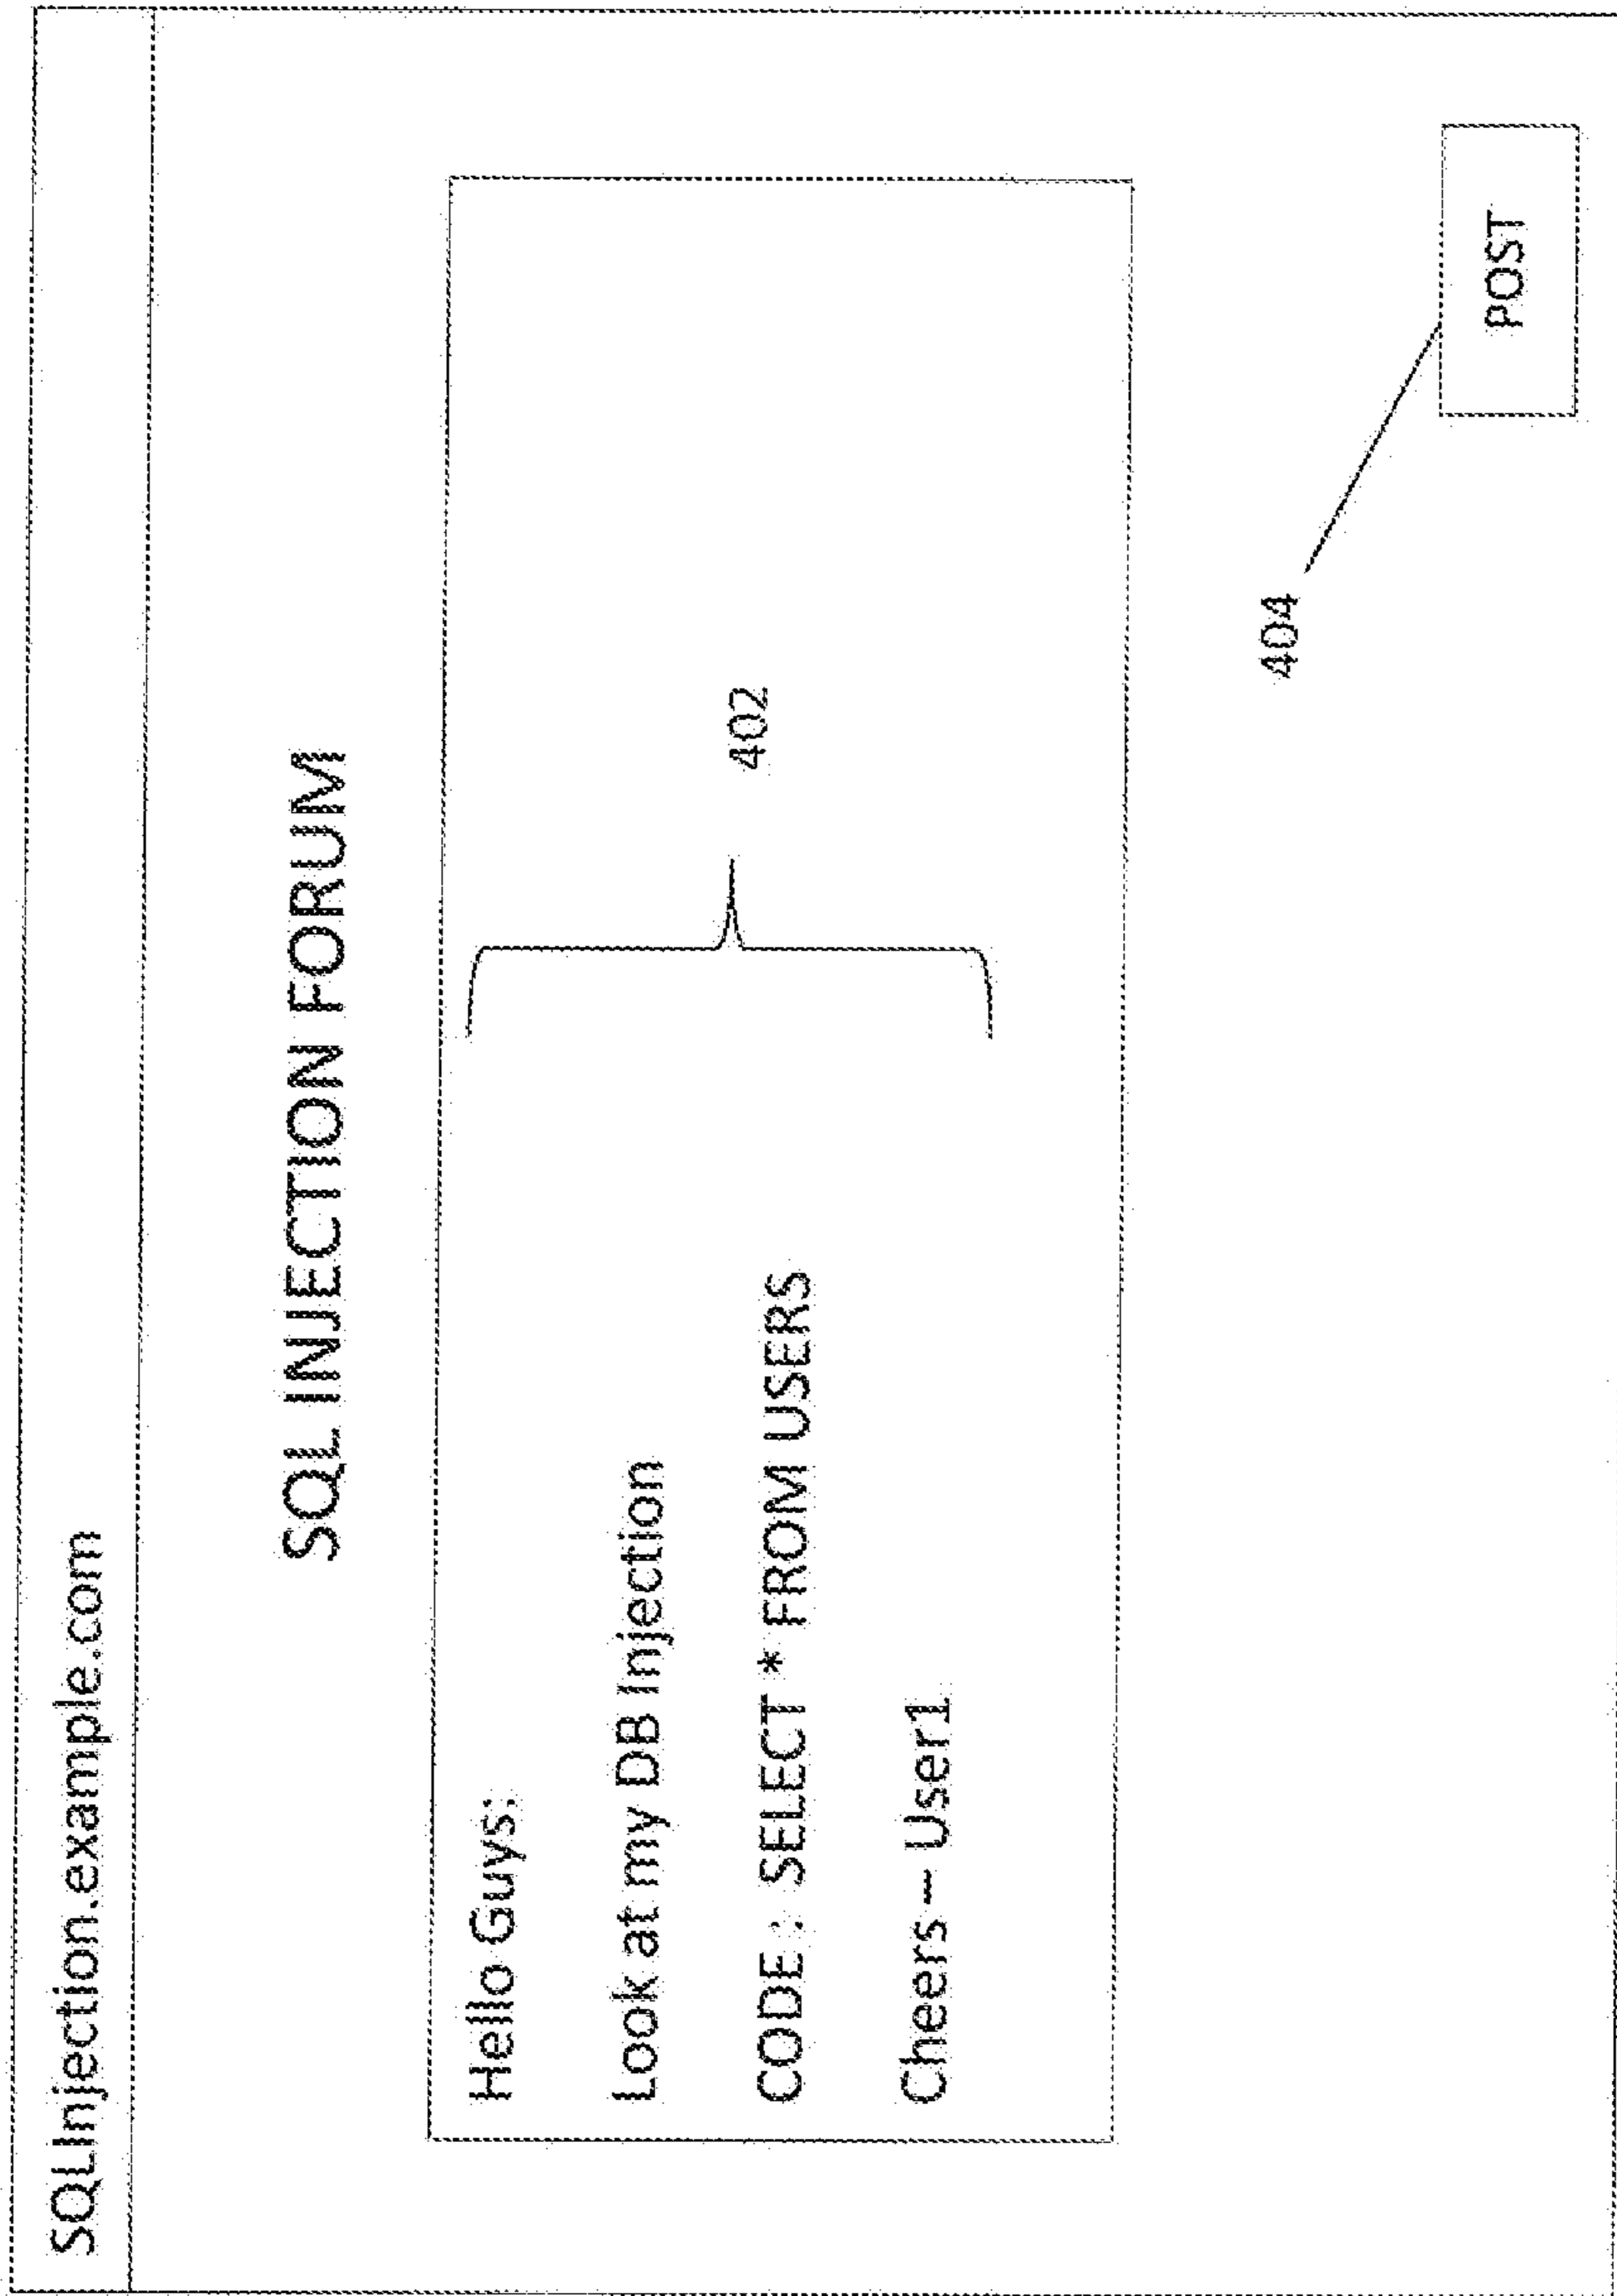 SQLInjection.example.com
SQL INJECTION FORUM
Hello Guys:
Look at my DB Injection
CODE : SELECT * FROM USERS
Cheers – User1
402
404
POST